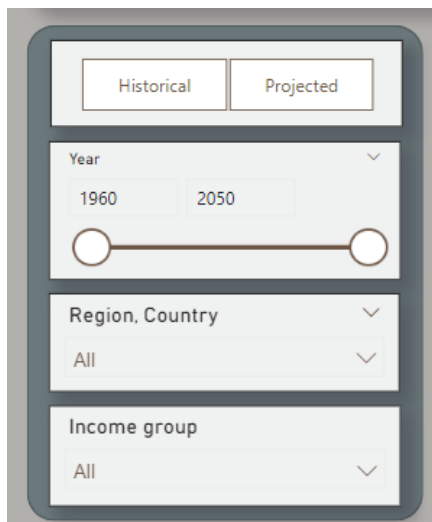 Historical Projected
Year
1960 2050
Region, Country
All
Income group
All